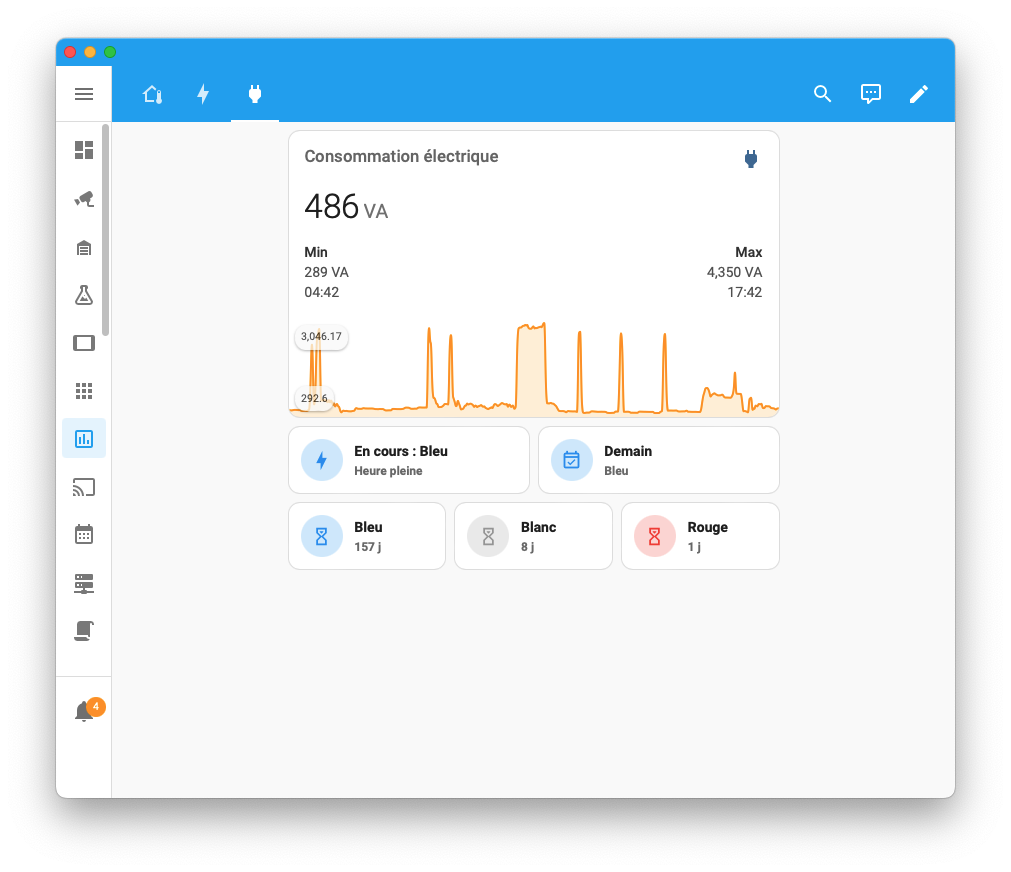 Consommation électrique
486 VA
Min
Max
289 VA
4,350 VA
04:42
17:42
3,046.17
292.6
En cours : Bleu
Heure pleine
Demain
Bleu
Bleu
157 j
Blanc
8 j
Rouge
1 j
4